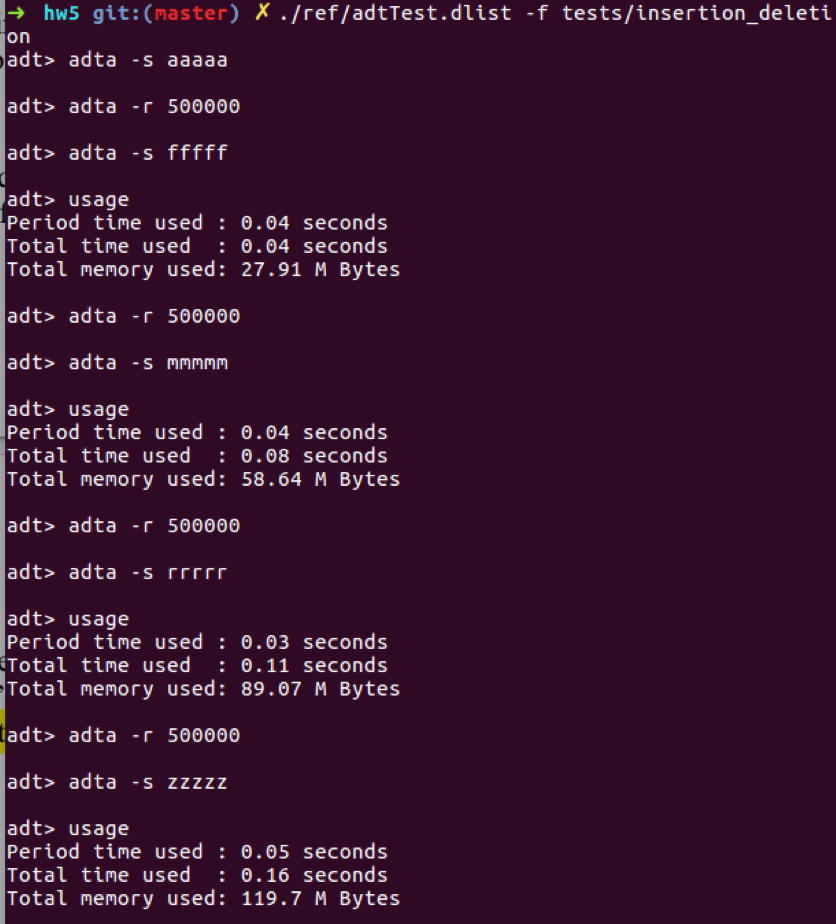 → hw5 git:(master) ✗ ./ref/adtTest.dlist -f tests/insertion_deleti
on
adt> adta -s aaaaa
adt> adta -r 500000
adt> adta -s fffff
adt> usage
Period time used : 0.04 seconds
Total time used  : 0.04 seconds
Total memory used: 27.91 M Bytes
adt> adta -r 500000
adt> adta -s mmmmm
adt> usage
Period time used : 0.04 seconds
Total time used  : 0.08 seconds
Total memory used: 58.64 M Bytes
adt> adta -r 500000
adt> adta -s rrrrr
adt> usage
Period time used : 0.03 seconds
Total time used  : 0.11 seconds
Total memory used: 89.07 M Bytes
adt> adta -r 500000
adt> adta -s zzzzz
adt> usage
Period time used : 0.05 seconds
Total time used  : 0.16 seconds
Total memory used: 119.7 M Bytes